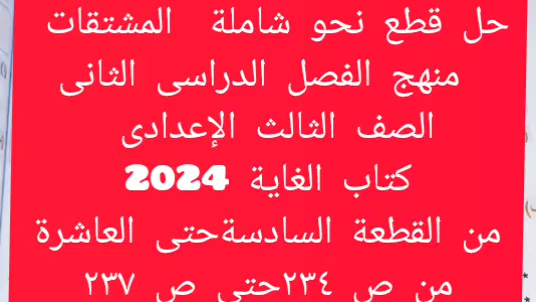 حل قطع نحو شاملة المشتقات
منهج الفصل الدراسى الثانى
الصف الثالث الإعدادى
كتاب الغاية 2024
من القطعة السادسةحتى العاشرة
من ص ٢٣٤حتى ص ٢٣٧